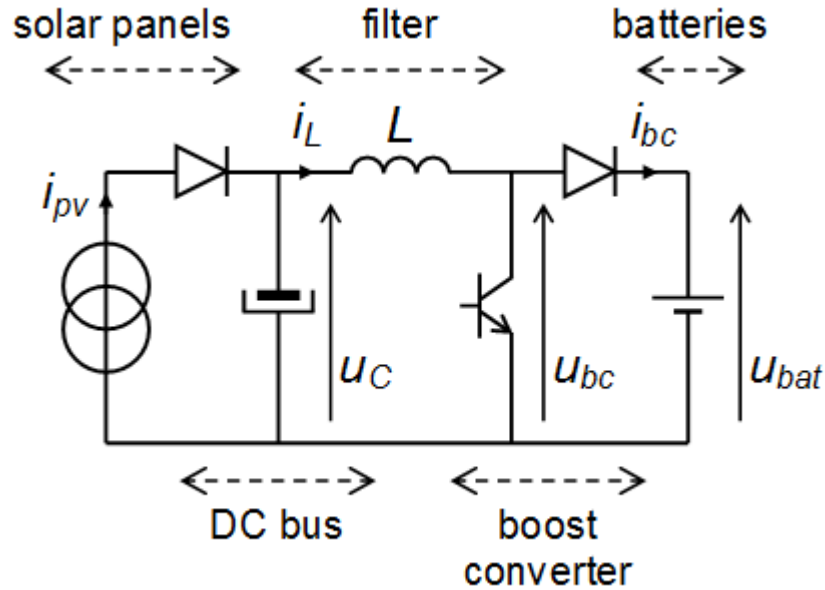 solar panels
filter
batteries
i_L
L
i_bc
i_pv
u_C
u_bc
u_bat
DC bus
boost
converter